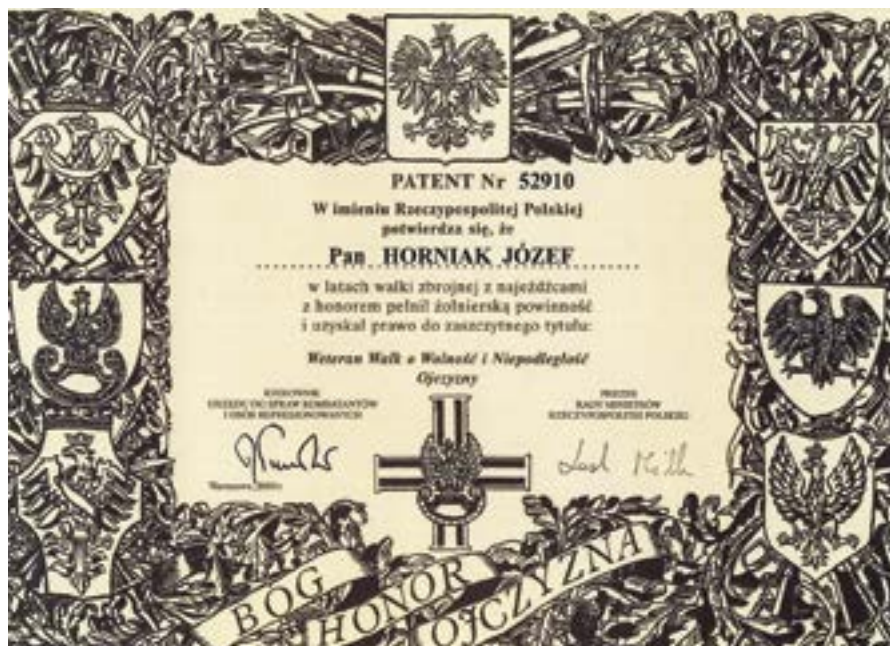 PATENT Nr 52910
W imieniu Rzeczypospolitej Polskiej
potwierdza się, że
Pan HORNIAK JÓZEF
w latach walki zbrojnej z najeźdźcami
z honorem pełnił żołnierską powinność
i uzyskał prawo do zaszczytnego tytułu:
Weteran Walk o Wolność i Niepodległość
Ojczyzny
KIEROWNIK
URZĘDU DO SPRAW KOMBATANTÓW
I OSÓB REPRESJONOWANYCH
PREZES
RADY MINISTRÓW
RZECZYPOSPOLITEJ POLSKIEJ
Warszawa,
BÓG
HONOR
OJCZYZNA